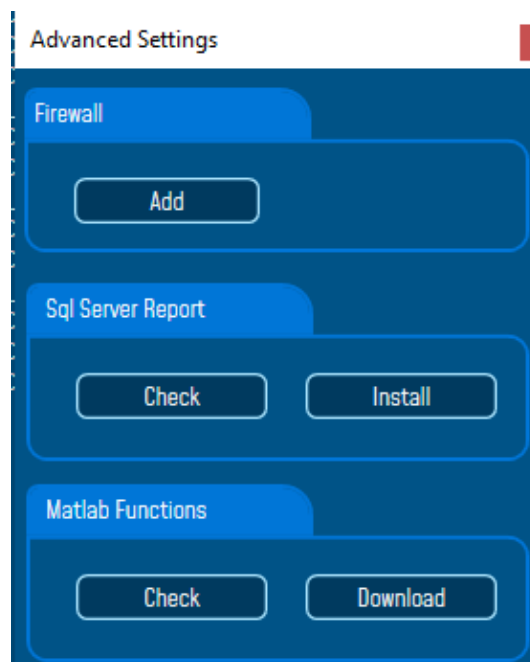 Advanced Settings
Firewall
Add
Sql Server Report
Check Install
Matlab Functions
Check Download